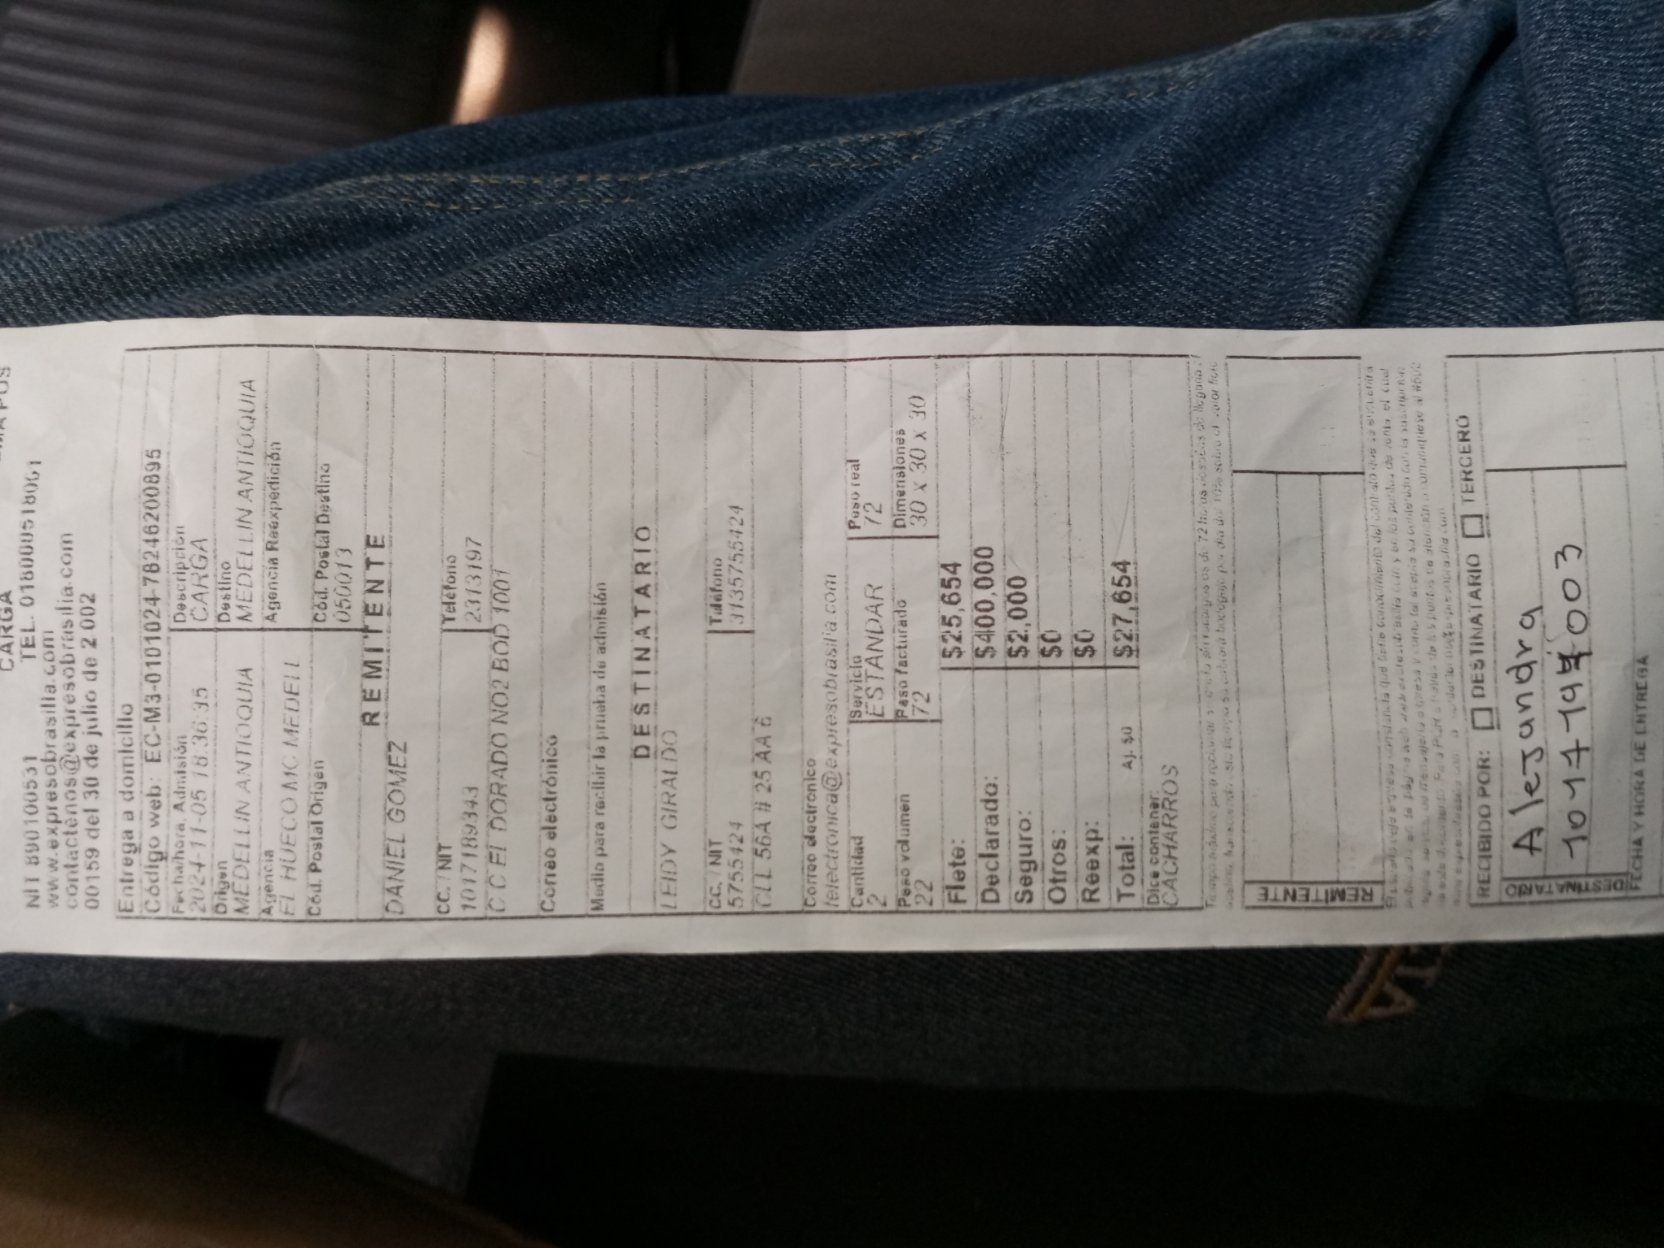 CARGA
NIT 890100531 TEL. 018000518001
www.expresobrasilia.com
contactenos@expresobrasilia.com
00159 del 30 de julio de 2 002
Entrega a domicilio
Código web: EC-M3-0101024-78246200895
Fecha hora. Admisión Descripción
2024-11-05 18:36:35 CARGA
Origen Destino
MEDELLIN ANTIOQUIA MEDELLIN ANTIOQUIA
Agencia Agencia Reexpedición
EL HUECO MC MEDELL
Cód. Postal Origen Cód. Postal Destino
050013
REMITENTE
DANIEL GOMEZ
CC. / NIT Teléfono
1017189343 2313197
C C EL DORADO NO2 BOD 1001
Correo electrónico
Medio para recibir la prueba de admisión
DESTINATARIO
LEIDY GIRALDO
CC. / NIT Teléfono
5755424 3135755424
CLL 56A # 25 AA 6
Correo electronico
felectronica@expresobrasilia.com
Cantidad Servicio Peso real
2 ESTANDAR 72
Peso volumen Peso facturado Dimensiones
22 72 30 x 30 x 30
Flete: $25,654
Declarado: $400,000
Seguro: $2,000
Otros: $0
Reexp: $0
Total: Aj. $0 $27,654
Dice contener:
CACHARROS
REMITENTE
RECIBIDO POR: DESTINATARIO TERCERO
DESTINATARIO
Alejandra
FECHA Y HORA DE ENTREGA